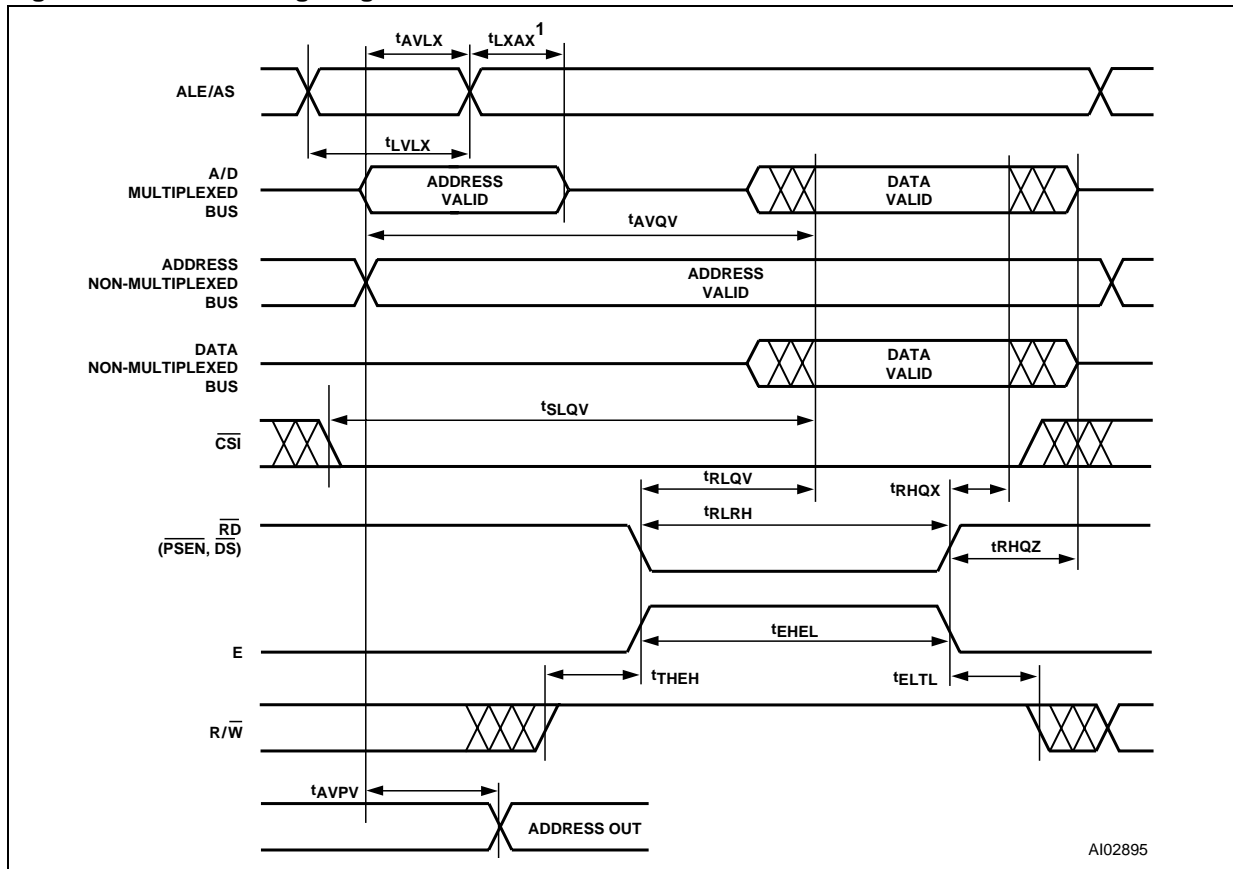 tAVLX
tLXAX1
ALE/AS
tLVLX
A/D
MULTIPLEXED
BUS
ADDRESS
VALID
DATA
VALID
tAVQV
ADDRESS
NON-MULTIPLEXED
BUS
ADDRESS
VALID
DATA
NON-MULTIPLEXED
BUS
DATA
VALID
tSLQV
CSI
tRLQV
tRHQX
tRLRH
RD
(PSEN, DS)
tRHQZ
tEHEL
E
tTHEH
tELTL
R/W
tAVPV
ADDRESS OUT
AI02895